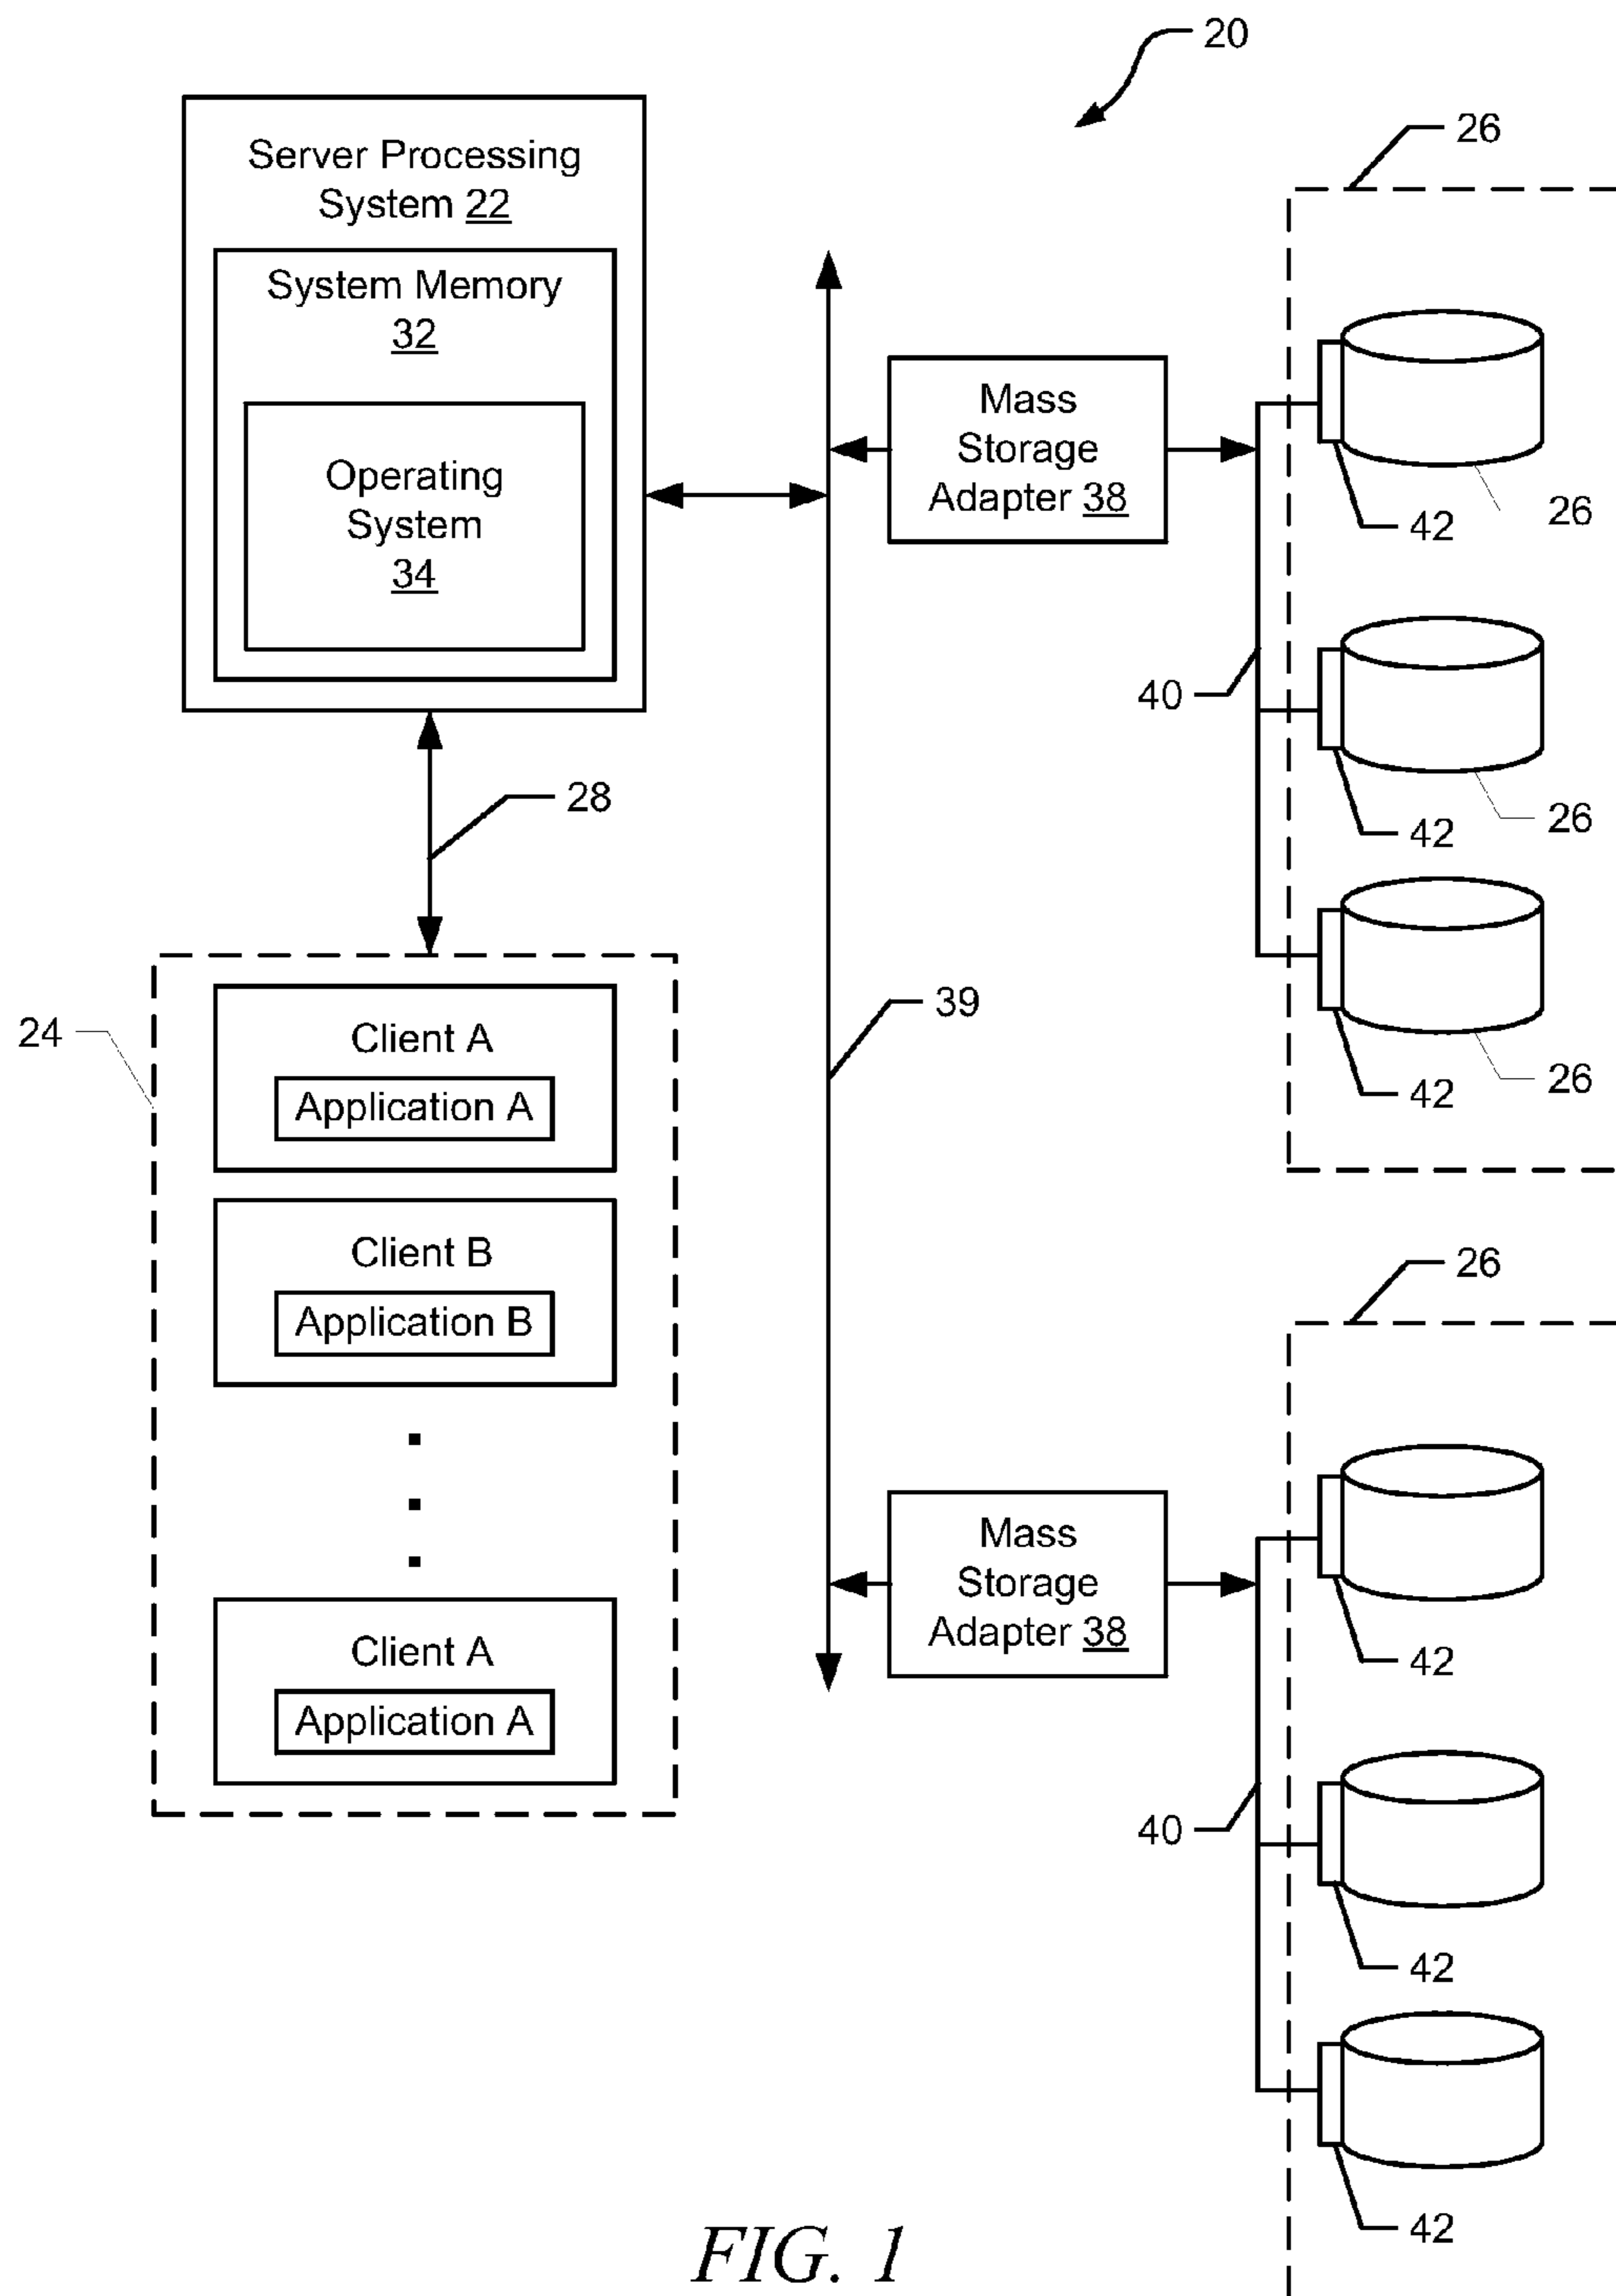 20
Server Processing
System 22
System Memory
32
Operating
System
34
28
24
Client A
Application A
Client B
Application B
Client A
Application A
39
Mass
Storage
Adapter 38
40
26
42
26
42
26
42
26
Mass
Storage
Adapter 38
40
26
42
42
42
FIG. 1